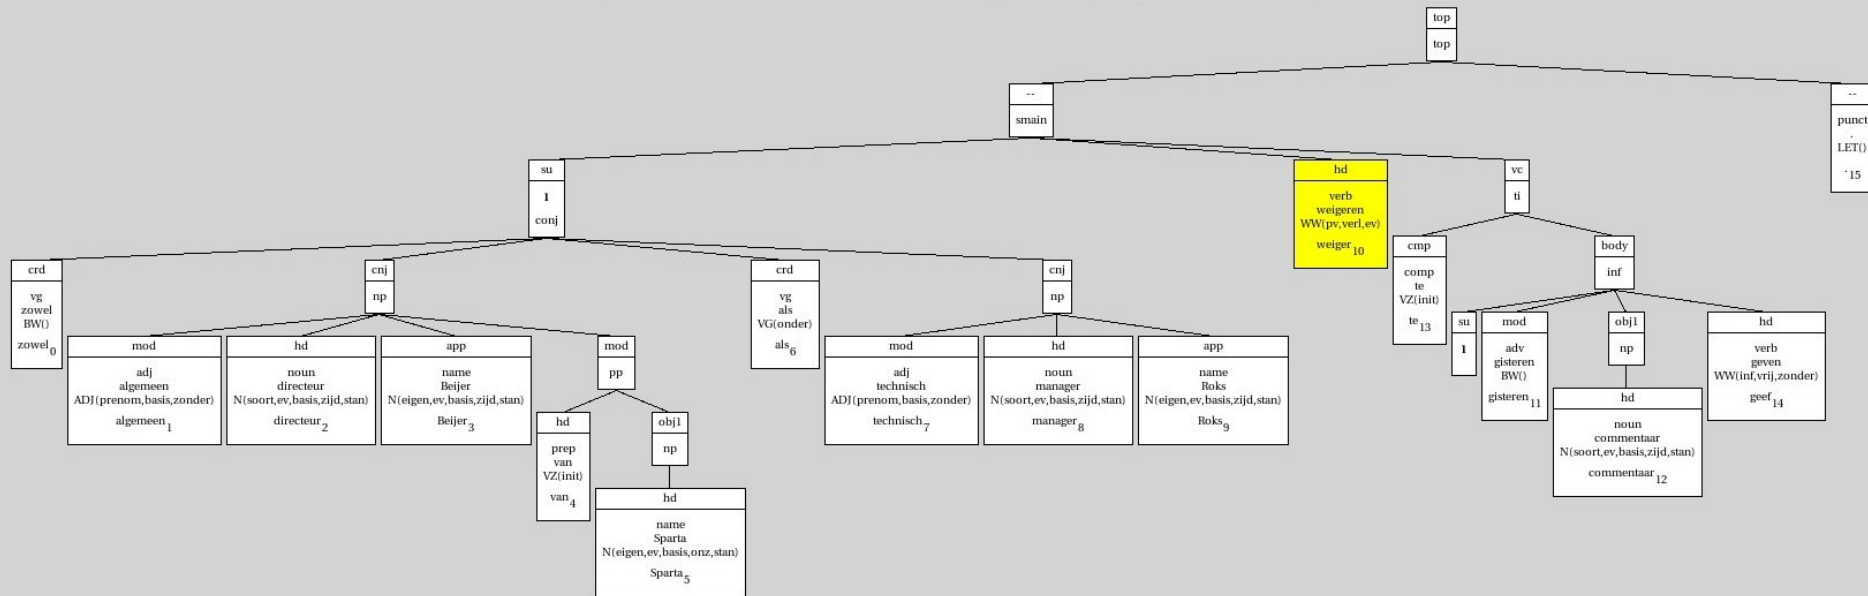 top
top
--
smain
--
punct
.
LET()
.15
su
1
conj
hd
verb
weigeren
WW(pv,verl,ev)
weiger10
vc
ti
crd
vg
zowel
BW()
zowel0
cnj
np
crd
vg
als
VG(onder)
als6
cnj
np
cmp
comp
te
VZ(init)
te13
body
inf
mod
adj
algemeen
ADJ(prenom,basis,zonder)
algemeen1
hd
noun
directeur
N(soort,ev,basis,zijd,stan)
directeur2
app
name
Beijer
N(eigen,ev,basis,zijd,stan)
Beijer3
mod
pp
mod
adj
technisch
ADJ(prenom,basis,zonder)
technisch7
hd
noun
manager
N(soort,ev,basis,zijd,stan)
manager8
app
name
Roks
N(eigen,ev,basis,zijd,stan)
Roks9
su
1
mod
adv
gisteren
BW()
gisteren11
obj1
np
hd
verb
geven
WW(inf,vrij,zonder)
geef14
hd
prep
van
VZ(init)
van4
obj1
np
hd
noun
commentaar
N(soort,ev,basis,zijd,stan)
commentaar12
hd
name
Sparta
N(eigen,ev,basis,onz,stan)
Sparta5